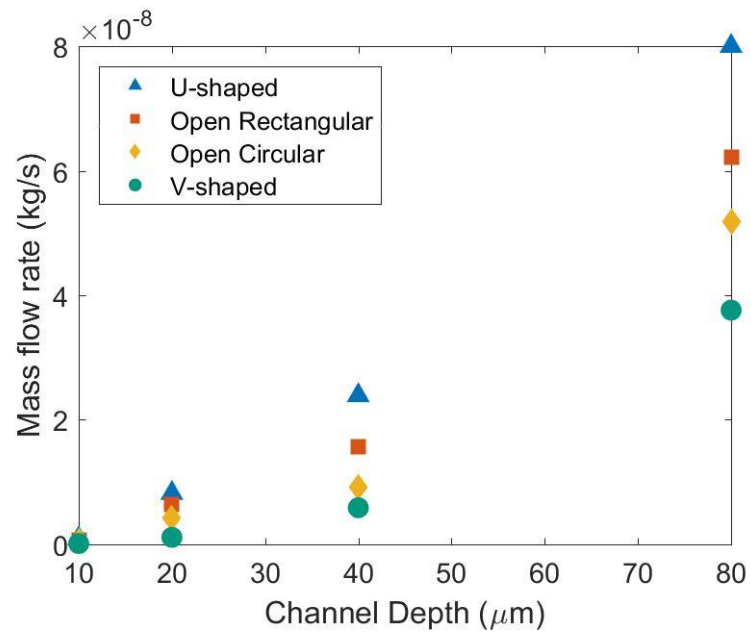 ×10⁻⁸
8
6
4
2
0
Mass flow rate (kg/s)
U-shaped
Open Rectangular
Open Circular
V-shaped
10 20 30 40 50 60 70 80
Channel Depth (μm)